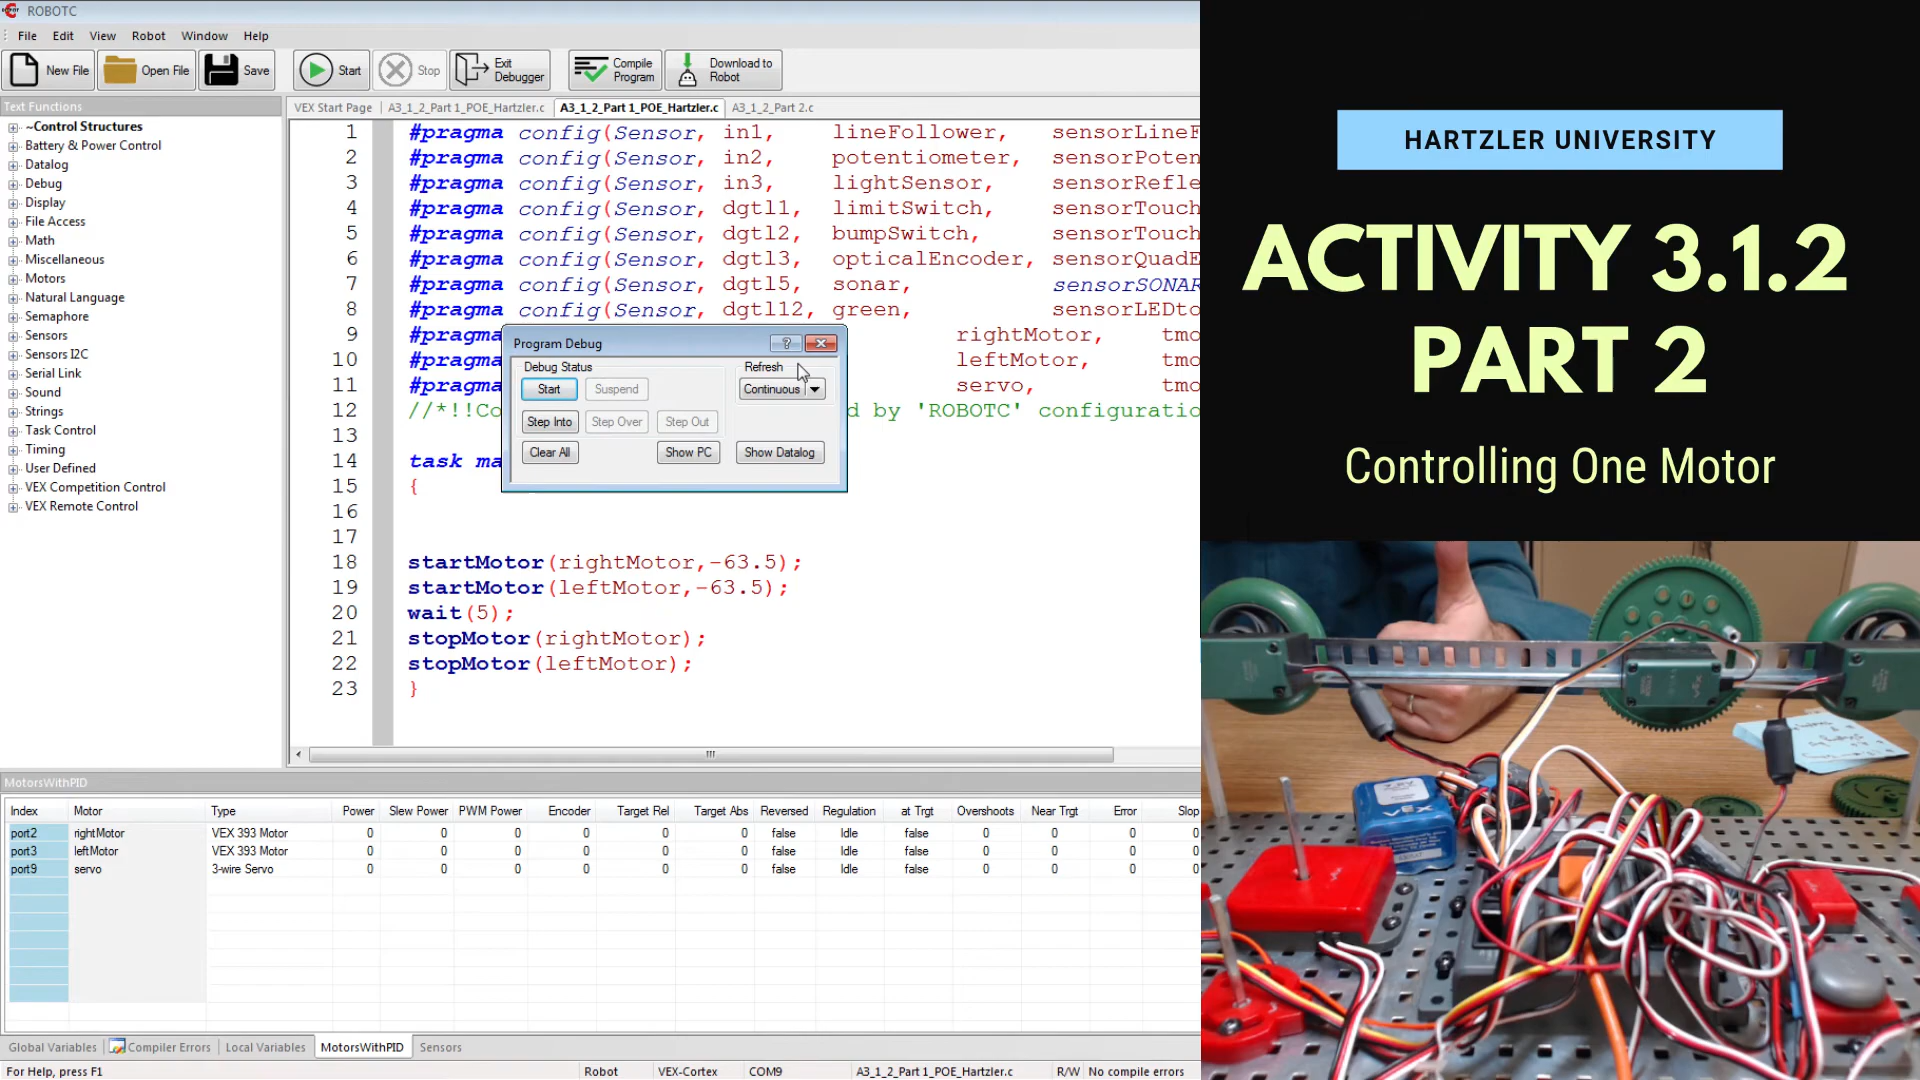 ROBOTC
File Edit View Robot Window Help
New File Open File Save Start Stop Exit Debugger Compile Program Download to Robot
Text Functions
VEX Start Page A3_1_2_Part 1_POE_Hartzler.c A3_1_2_Part 1_POE_Hartzler.c A3_1_2_Part 2.c
~Control Structures
Battery & Power Control
Datalog
Debug
Display
File Access
Math
Miscellaneous
Motors
Natural Language
Semaphore
Sensors
Sensors I2C
Serial Link
Sound
Strings
Task Control
Timing
User Defined
VEX Competition Control
VEX Remote Control
1 #pragma config(Sensor, in1, lineFollower, sensorLineF
2 #pragma config(Sensor, in2, potentiometer, sensorPoten
3 #pragma config(Sensor, in3, lightSensor, sensorRefle
4 #pragma config(Sensor, dgtl1, limitSwitch, sensorTouch
5 #pragma config(Sensor, dgtl2, bumpSwitch, sensorTouch
6 #pragma config(Sensor, dgtl3, opticalEncoder, sensorQuadE
7 #pragma config(Sensor, dgtl5, sonar, sensorSONAR
8 #pragma config(Sensor, dgtl12, green, sensorLEDto
9 #pragma rightMotor, tmo
10 #pragma leftMotor, tmo
11 #pragma servo, tmo
12 //*!!Co d by 'ROBOTC' configuratio
13
14 task ma
15 {
16
17
18 startMotor(rightMotor,-63.5);
19 startMotor(leftMotor,-63.5);
20 wait(5);
21 stopMotor(rightMotor);
22 stopMotor(leftMotor);
23 }
Program Debug ?
Debug Status Refresh
Start Suspend Continuous
Step Into Step Over Step Out
Clear All Show PC Show Datalog
MotorsWithPID
Index Motor Type Power Slew Power PWM Power Encoder Target Rel Target Abs Reversed Regulation at Trgt Overshoots Near Trgt Error Slop
port2 rightMotor VEX 393 Motor 0 0 0 0 0 0 false Idle false 0 0 0 0
port3 leftMotor VEX 393 Motor 0 0 0 0 0 0 false Idle false 0 0 0 0
port9 servo 3-wire Servo 0 0 0 0 0 0 false Idle false 0 0 0 0
Global Variables Compiler Errors Local Variables MotorsWithPID Sensors
For Help, press F1 Robot VEX-Cortex COM9 A3_1_2_Part 1_POE_Hartzler.c R/W No compile errors
HARTZLER UNIVERSITY
ACTIVITY 3.1.2
PART 2
Controlling One Motor